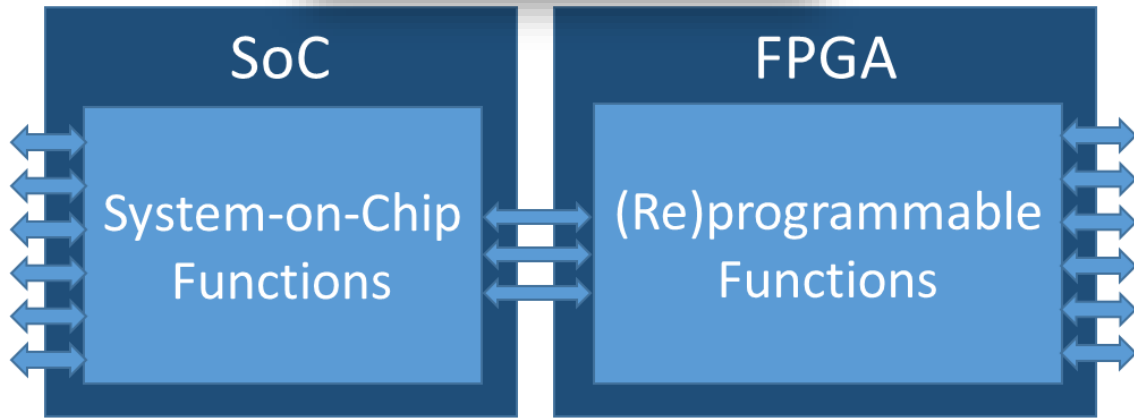 SoC
FPGA
System-on-Chip
Functions
(Re)programmable
Functions